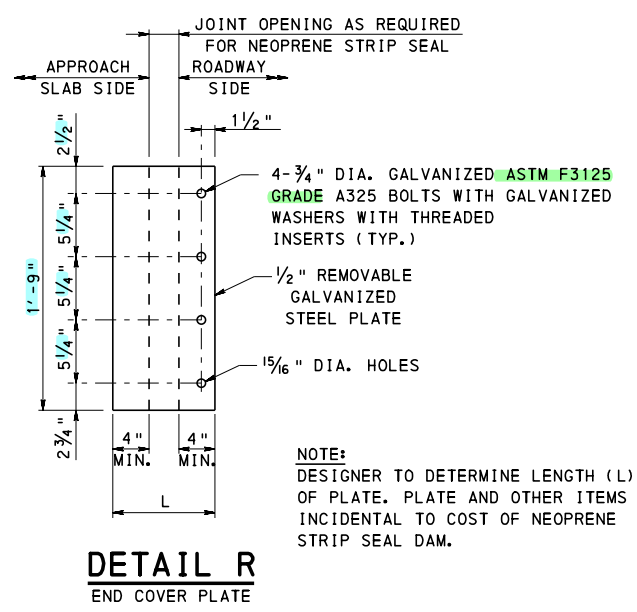 JOINT OPENING AS REQUIRED
FOR NEOPRENE STRIP SEAL
APPROACH
SLAB SIDE
ROADWAY
SIDE
1½"
2½"
4-¾" DIA. GALVANIZED ASTM F3125
GRADE A325 BOLTS WITH GALVANIZED
WASHERS WITH THREADED
INSERTS (TYP.)
5¼"
1'-9"
5¼"
½" REMOVABLE
GALVANIZED
STEEL PLATE
5¼"
15/16" DIA. HOLES
2¾"
4"
MIN.
4"
MIN.
L
NOTE:
DESIGNER TO DETERMINE LENGTH (L)
OF PLATE. PLATE AND OTHER ITEMS
INCIDENTAL TO COST OF NEOPRENE
STRIP SEAL DAM.
DETAIL R
END COVER PLATE